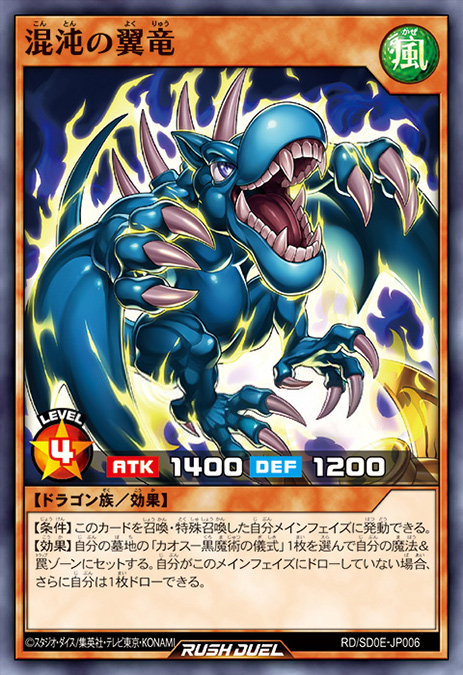 混沌の翼竜
風
LEVEL
4
ATK 1400 DEF 1200
【ドラゴン族/効果】
【条件】このカードを召喚・特殊召喚した自分メインフェイズに発動できる。
【効果】自分の墓地の「カオスー黒魔術の儀式」1枚を選んで自分の魔法&
罠ゾーンにセットする。自分がこのメインフェイズにドローしていない場合、
さらに自分は1枚ドローできる。
©スタジオ・ダイス/集英社・テレビ東京・KONAMI RUSH DUEL RD/SD0E-JP006